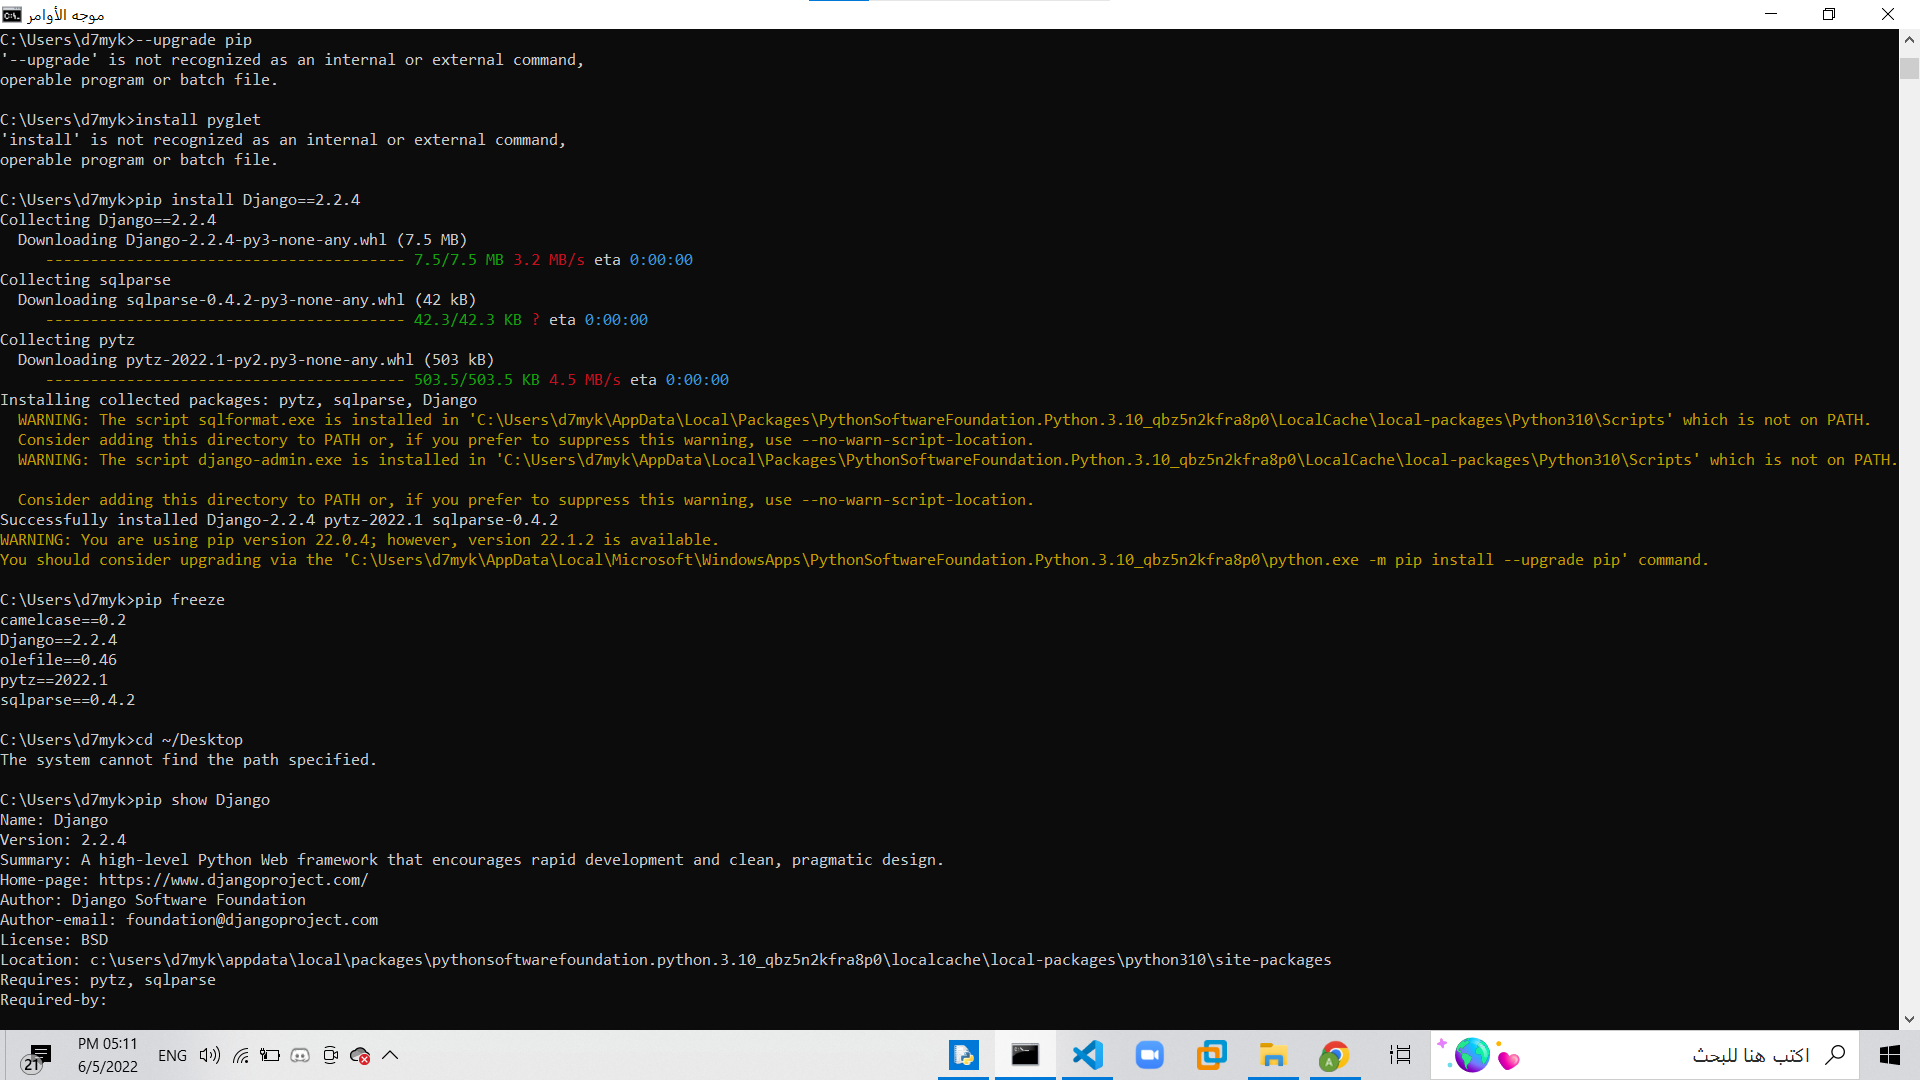 موجه الأوامر
C:\Users\d7myk>--upgrade pip
'--upgrade' is not recognized as an internal or external command,
operable program or batch file.
C:\Users\d7myk>install pyglet
'install' is not recognized as an internal or external command,
operable program or batch file.
C:\Users\d7myk>pip install Django==2.2.4
Collecting Django==2.2.4
  Downloading Django-2.2.4-py3-none-any.whl (7.5 MB)
     ---------------------------------------- 7.5/7.5 MB 3.2 MB/s eta 0:00:00
Collecting sqlparse
  Downloading sqlparse-0.4.2-py3-none-any.whl (42 kB)
     ---------------------------------------- 42.3/42.3 KB ? eta 0:00:00
Collecting pytz
  Downloading pytz-2022.1-py2.py3-none-any.whl (503 kB)
     ---------------------------------------- 503.5/503.5 KB 4.5 MB/s eta 0:00:00
Installing collected packages: pytz, sqlparse, Django
  WARNING: The script sqlformat.exe is installed in 'C:\Users\d7myk\AppData\Local\Packages\PythonSoftwareFoundation.Python.3.10_qbz5n2kfra8p0\LocalCache\local-packages\Python310\Scripts' which is not on PATH.
  Consider adding this directory to PATH or, if you prefer to suppress this warning, use --no-warn-script-location.
  WARNING: The script django-admin.exe is installed in 'C:\Users\d7myk\AppData\Local\Packages\PythonSoftwareFoundation.Python.3.10_qbz5n2kfra8p0\LocalCache\local-packages\Python310\Scripts' which is not on PATH.
  Consider adding this directory to PATH or, if you prefer to suppress this warning, use --no-warn-script-location.
Successfully installed Django-2.2.4 pytz-2022.1 sqlparse-0.4.2
WARNING: You are using pip version 22.0.4; however, version 22.1.2 is available.
You should consider upgrading via the 'C:\Users\d7myk\AppData\Local\Microsoft\WindowsApps\PythonSoftwareFoundation.Python.3.10_qbz5n2kfra8p0\python.exe -m pip install --upgrade pip' command.
C:\Users\d7myk>pip freeze
camelcase==0.2
Django==2.2.4
olefile==0.46
pytz==2022.1
sqlparse==0.4.2
C:\Users\d7myk>cd ~/Desktop
The system cannot find the path specified.
C:\Users\d7myk>pip show Django
Name: Django
Version: 2.2.4
Summary: A high-level Python Web framework that encourages rapid development and clean, pragmatic design.
Home-page: https://www.djangoproject.com/
Author: Django Software Foundation
Author-email: foundation@djangoproject.com
License: BSD
Location: c:\users\d7myk\appdata\local\packages\pythonsoftwarefoundation.python.3.10_qbz5n2kfra8p0\localcache\local-packages\python310\site-packages
Requires: pytz, sqlparse
Required-by:
21
PM 05:11
6/5/2022
ENG
A
اكتب هنا للبحث